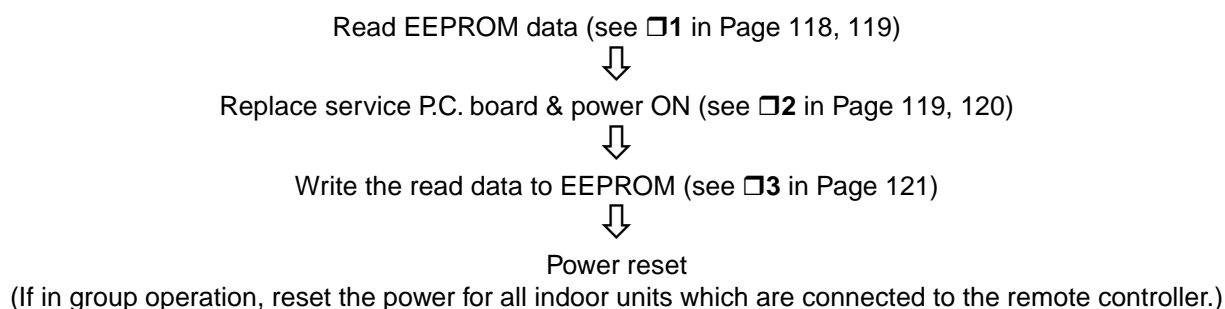 Read EEPROM data (see ❒1 in Page 118, 119)
⇩
Replace service P.C. board & power ON (see ❒2 in Page 119, 120)
⇩
Write the read data to EEPROM (see ❒3 in Page 121)
⇩
Power reset
(If in group operation, reset the power for all indoor units which are connected to the remote controller.)